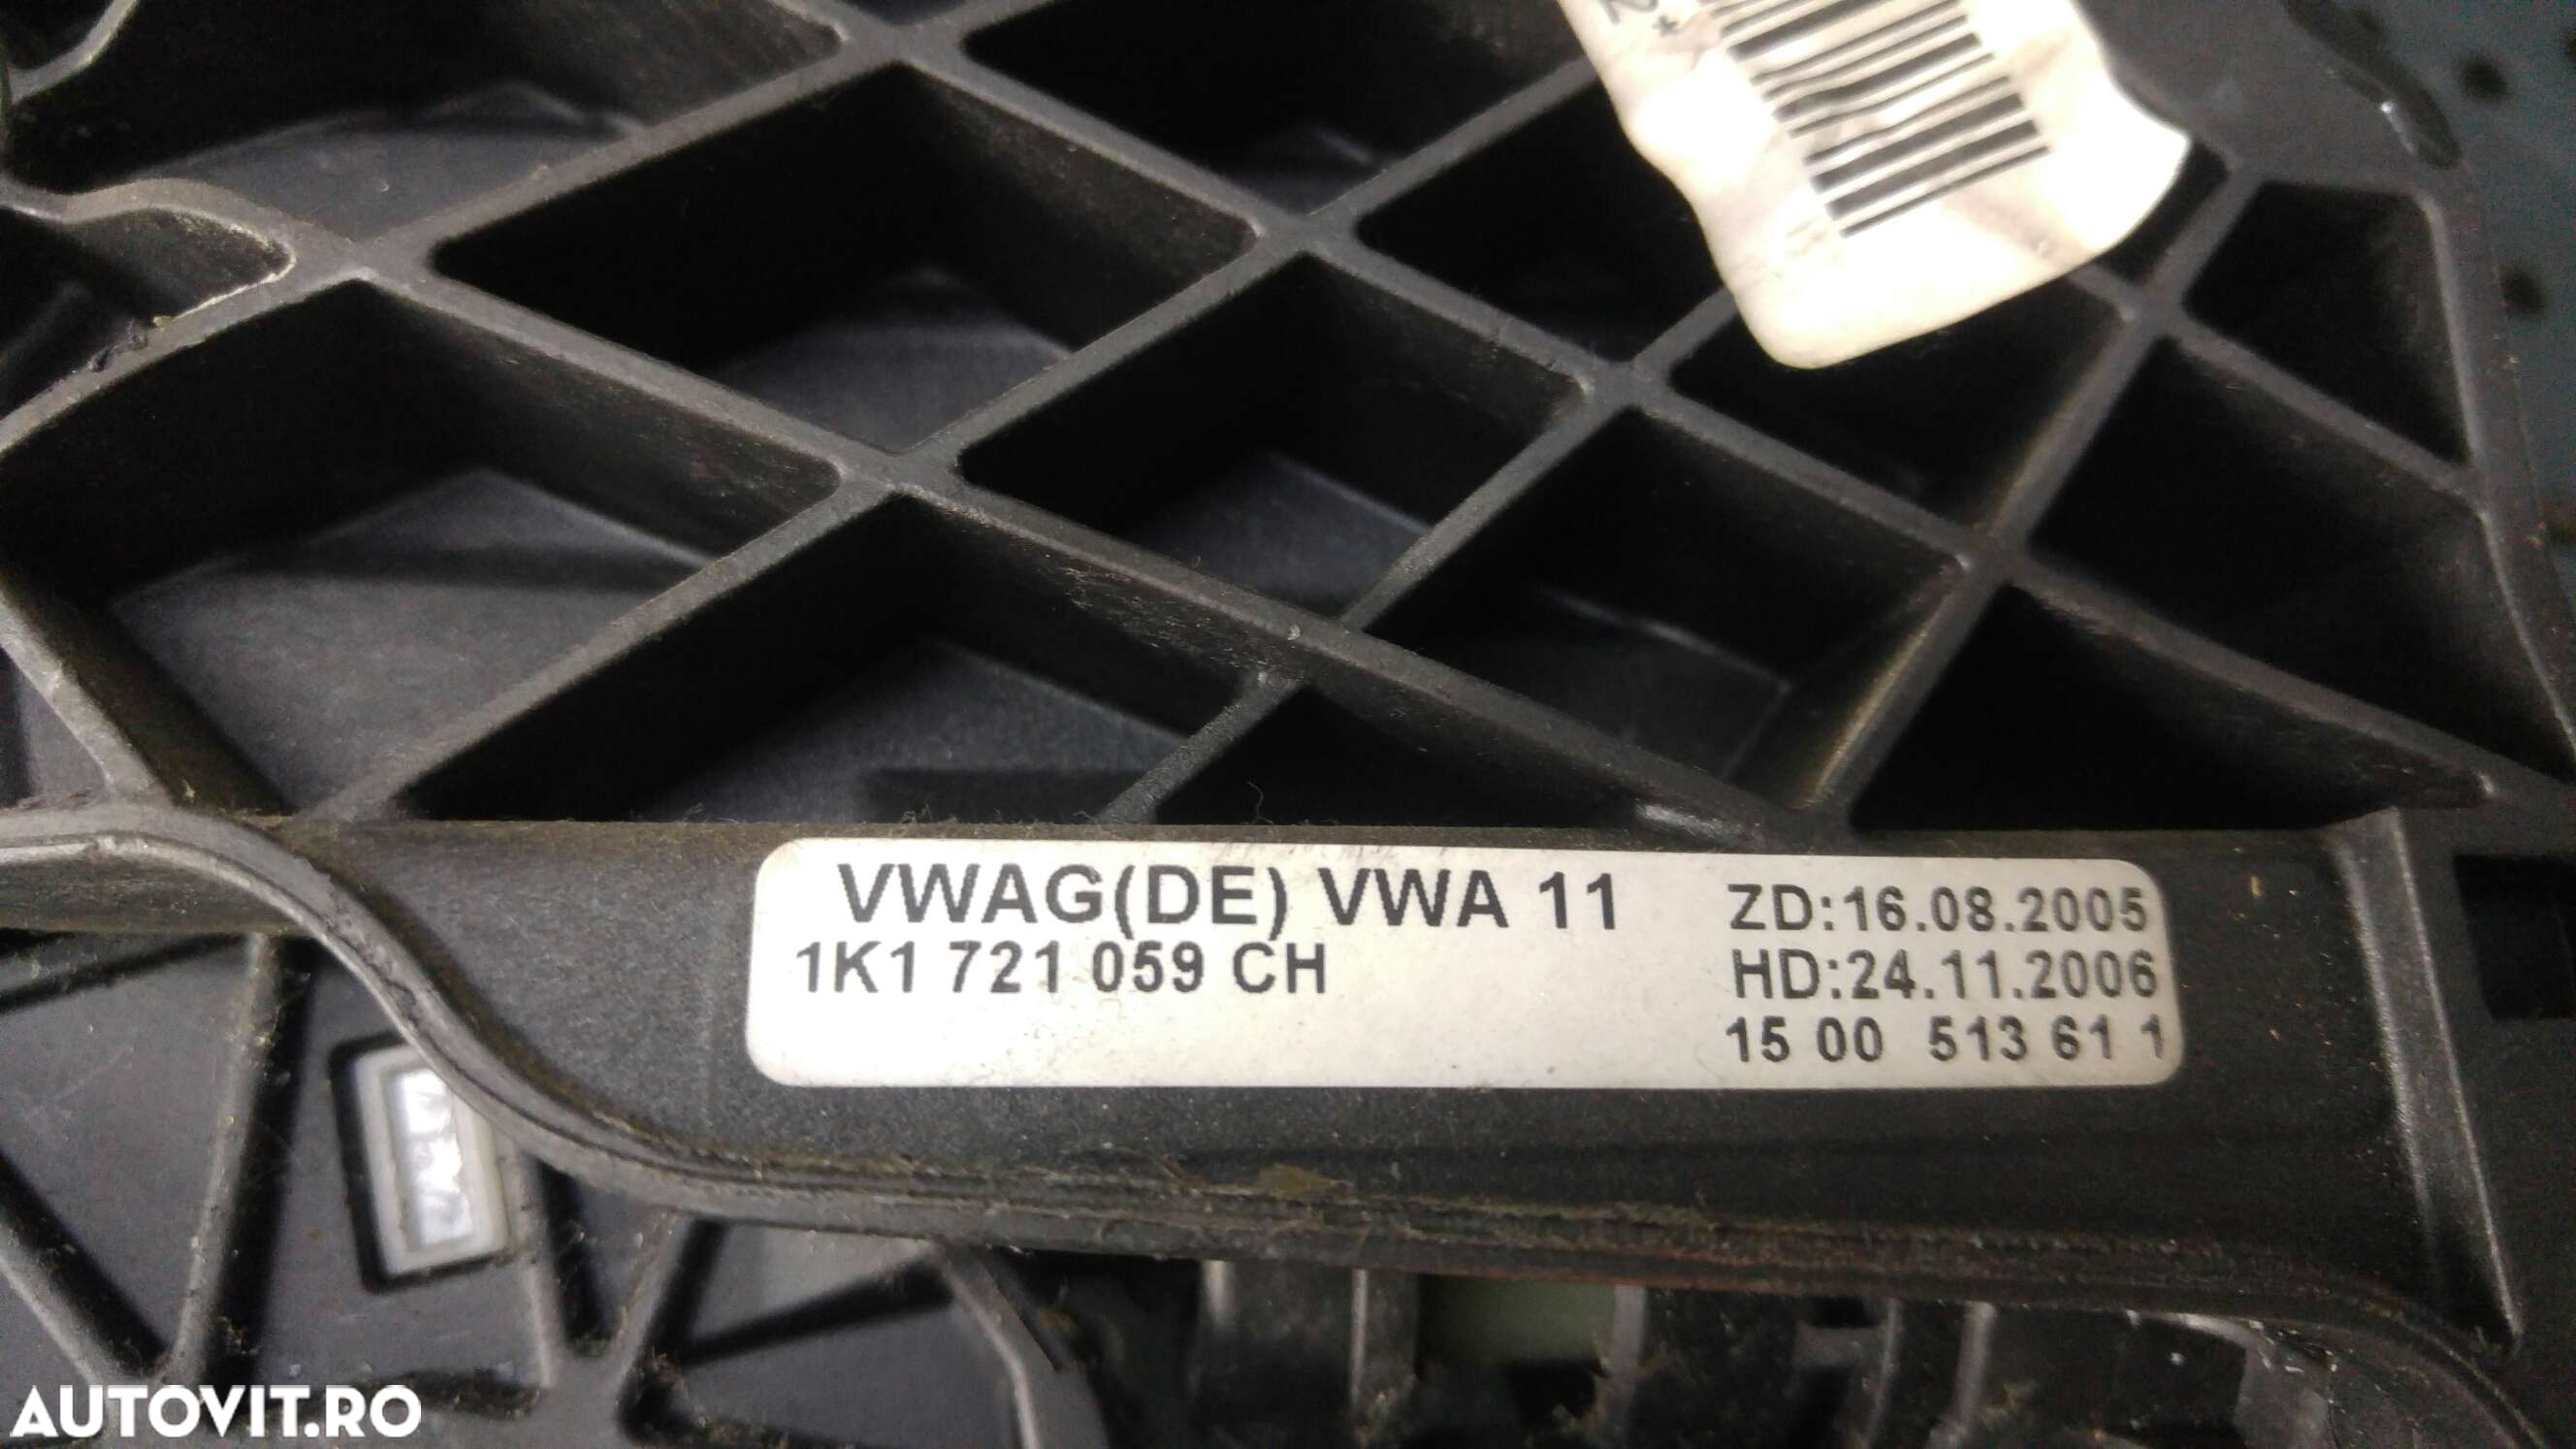 2*
VWAG(DE) VWA 11
1K1 721 059 CH
ZD:16.08.2005
HD:24.11.2006
15 00 513 61 1
AUTOVIT.RO